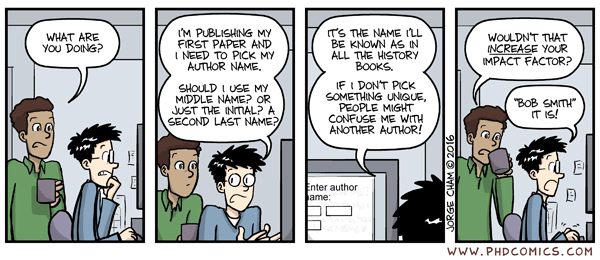 WHAT ARE
YOU DOING?
I'M PUBLISHING MY
FIRST PAPER AND
I NEED TO PICK MY
AUTHOR NAME.
SHOULD I USE MY
MIDDLE NAME? OR
JUST THE INITIAL? A
SECOND LAST NAME?
IT'S THE NAME I'LL
BE KNOWN AS IN
ALL THE HISTORY
BOOKS.
IF I DON'T PICK
SOMETHING UNIQUE,
PEOPLE MIGHT
CONFUSE ME WITH
ANOTHER AUTHOR!
Enter author
name:
JORGE CHAM © 2016
WOULDN'T THAT
INCREASE YOUR
IMPACT FACTOR?
"BOB SMITH"
IT IS!
WWW.PHDCOMICS.COM